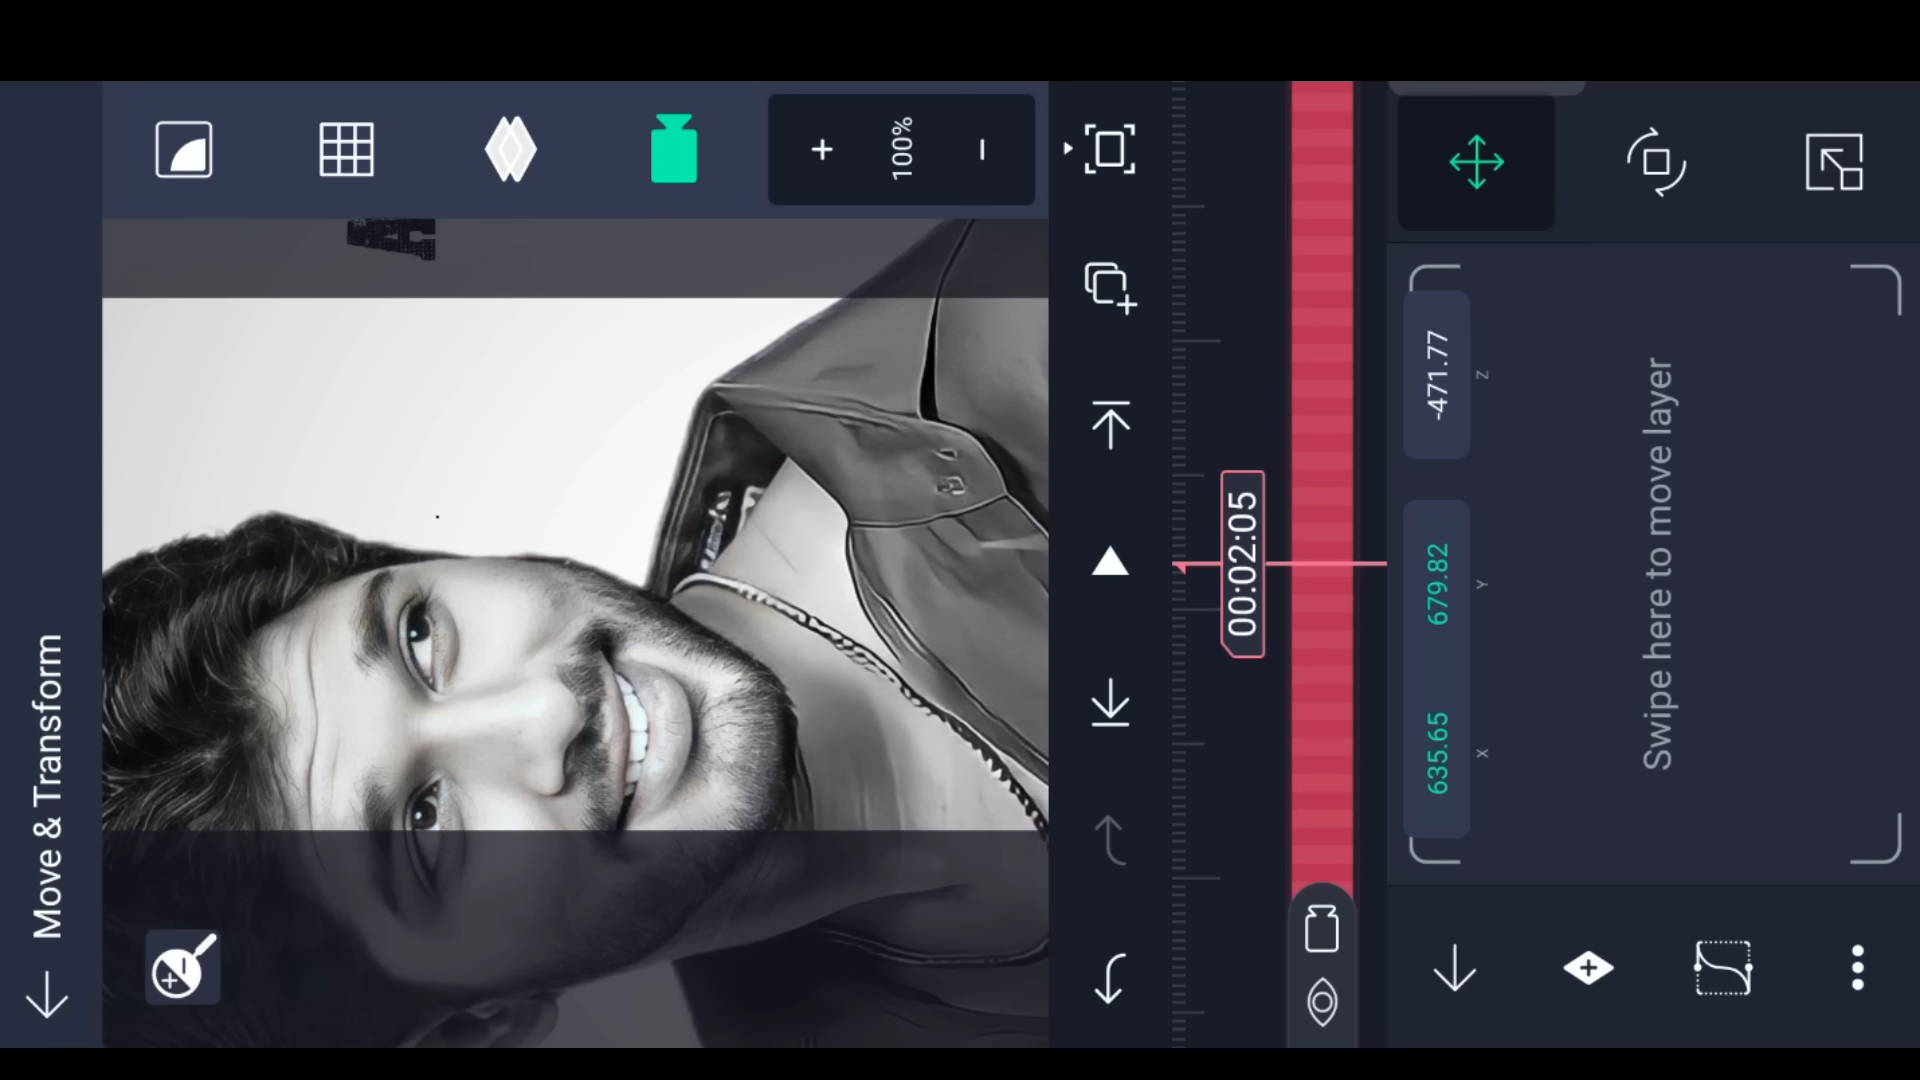 Move & Transform
- 100% +
00:02:05
635.65 679.82 -471.77
X Y Z
Swipe here to move layer